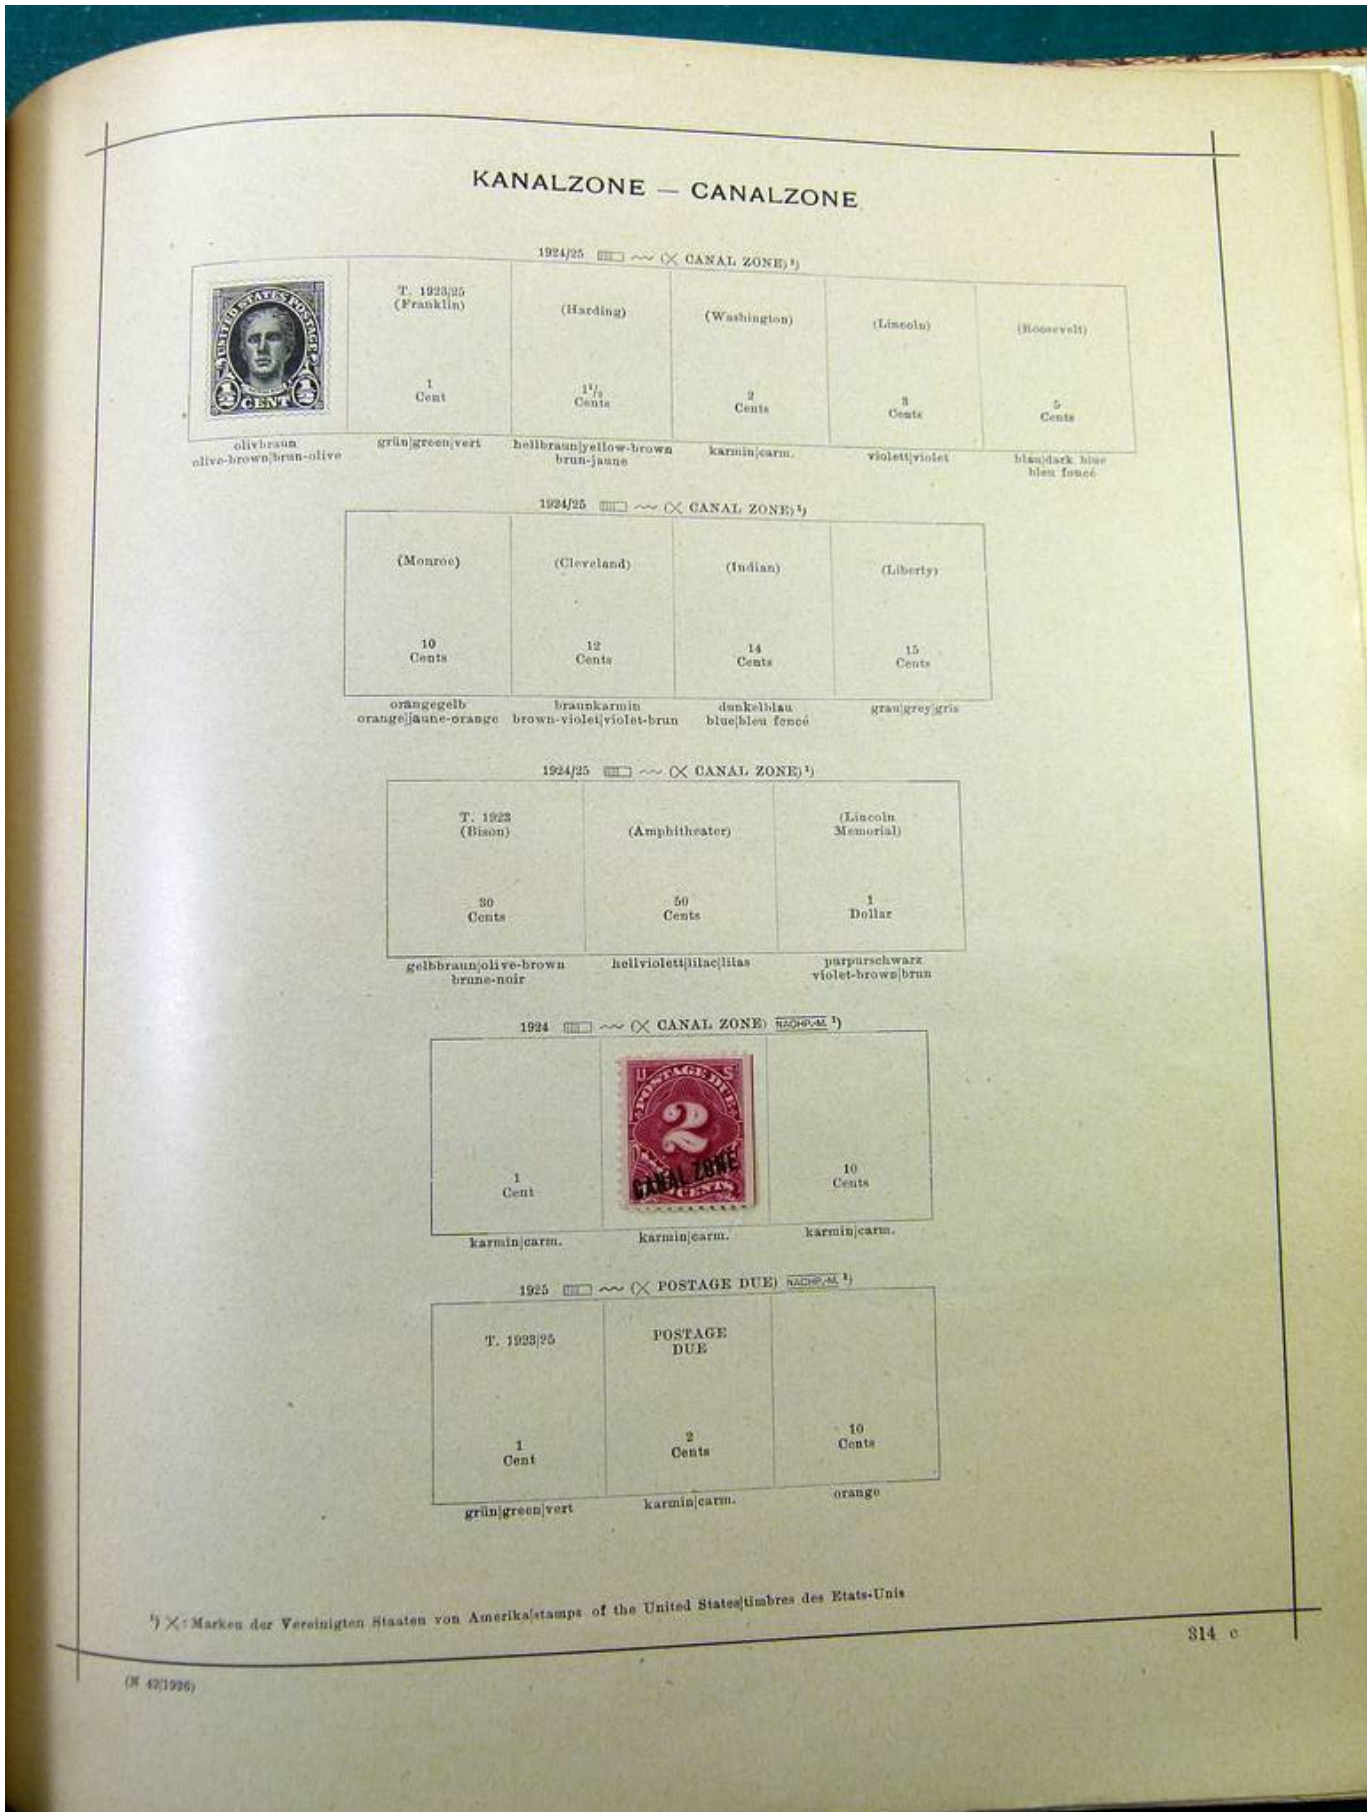 KANALZONE — CANALZONE
1924/25 (X CANAL ZONE) ¹)
UNITED STATES POSTAGE
½ ½
CENT
T. 1923/25
(Franklin)
1
Cent
(Harding)
1½
Cents
(Washington)
2
Cents
(Lincoln)
3
Cents
(Roosevelt)
5
Cents
olivbraun
olive-brown|brun-olive
grün|green|vert
hellbraun|yellow-brown
brun-jaune
karmin|carm.
violett|violet
blau|dark blue
bleu foncé
1924/25 (X CANAL ZONE) ¹)
(Monroe)
10
Cents
(Cleveland)
12
Cents
(Indian)
14
Cents
(Liberty)
15
Cents
orangegelb
orange|jaune-orange
braunkarmin
brown-violet|violet-brun
dunkelblau
blue|bleu foncé
grau|grey|gris
1924/25 (X CANAL ZONE) ¹)
T. 1923
(Bison)
30
Cents
(Amphitheater)
50
Cents
(Lincoln
Memorial)
1
Dollar
gelbbraun|olive-brown
brune-noir
hellviolett|lilac|lilas
purpurschwarz
violet-brown|brun
1924 (X CANAL ZONE) NACHP.-M. ¹)
1
Cent
U S
POSTAGE DUE
2
CANAL ZONE
CENTS
10
Cents
karmin|carm.
karmin|carm.
karmin|carm.
1925 (X POSTAGE DUE) NACHP.-M. ¹)
T. 1923|25
1
Cent
POSTAGE
DUE
2
Cents
10
Cents
grün|green|vert
karmin|carm.
orange
¹) X: Marken der Vereinigten Staaten von Amerika|stamps of the United States|timbres des Etats-Unis
314 c
(N 42|1926)